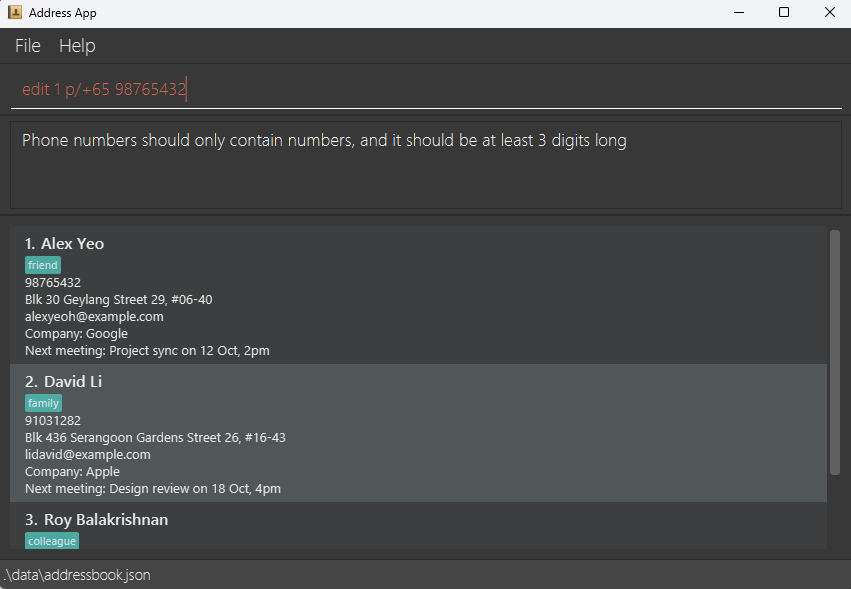 Address App
File Help
edit 1 p/+65 98765432
Phone numbers should only contain numbers, and it should be at least 3 digits long
1. Alex Yeo
friend
98765432
Blk 30 Geylang Street 29, #06-40
alexyeoh@example.com
Company: Google
Next meeting: Project sync on 12 Oct, 2pm
2. David Li
family
91031282
Blk 436 Serangoon Gardens Street 26, #16-43
lidavid@example.com
Company: Apple
Next meeting: Design review on 18 Oct, 4pm
3. Roy Balakrishnan
colleague
.\data\addressbook.json